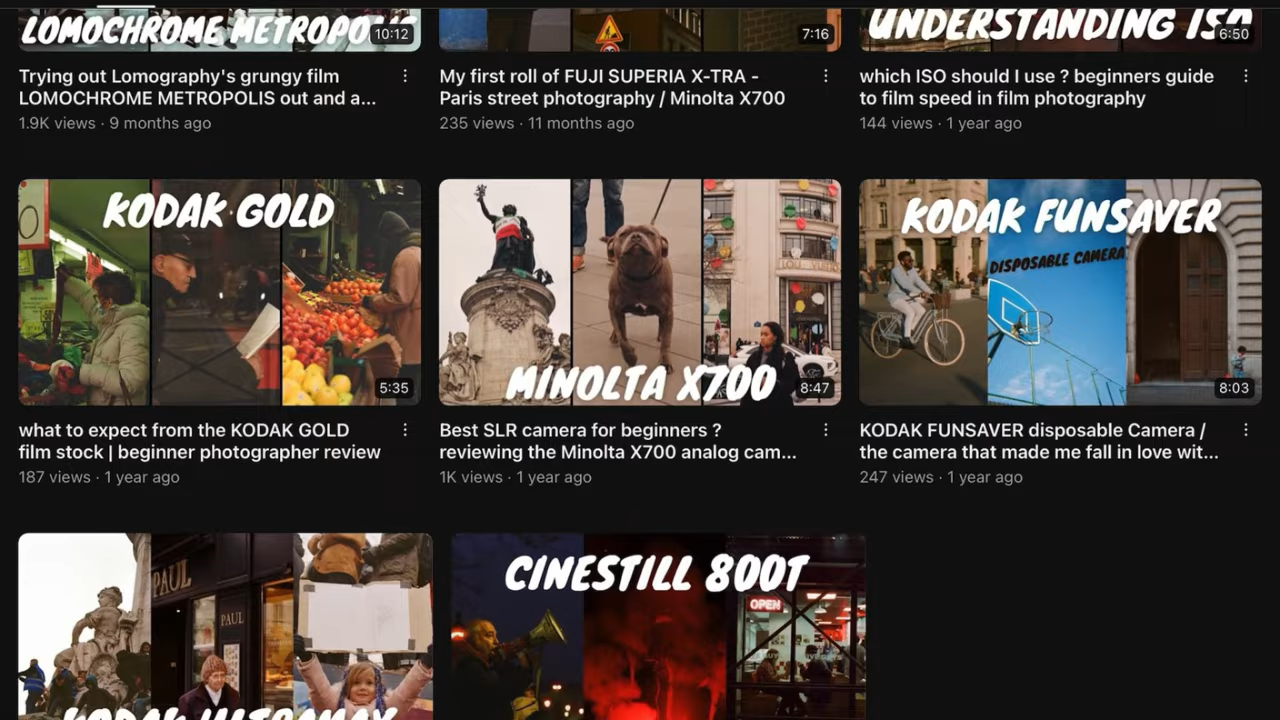 LOMOCHROME METROPO
10:12
7:16
UNDERSTANDING ISO
6:50
Trying out Lomography's grungy film
LOMOCHROME METROPOLIS out and a...
1.9K views · 9 months ago
My first roll of FUJI SUPERIA X-TRA -
Paris street photography / Minolta X700
235 views · 11 months ago
which ISO should I use ? beginners guide
to film speed in film photography
144 views · 1 year ago
KODAK GOLD
5:35
MINOLTA X700
8:47
KODAK FUNSAVER
DISPOSABLE CAMERA
8:03
what to expect from the KODAK GOLD
film stock | beginner photographer review
187 views · 1 year ago
Best SLR camera for beginners ?
reviewing the Minolta X700 analog cam...
1K views · 1 year ago
KODAK FUNSAVER disposable Camera /
the camera that made me fall in love wit...
247 views · 1 year ago
PAUL
PAUL
KODAK ULTRAMAX
CINESTILL 800T
OPEN